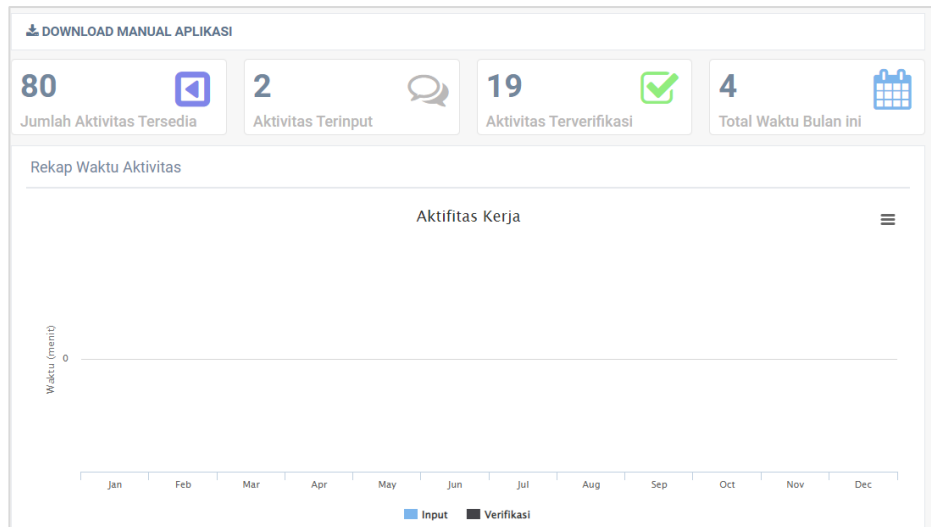 DOWNLOAD MANUAL APLIKASI
80
Jumlah Aktivitas Tersedia
2
Aktivitas Terinput
19
Aktivitas Terverifikasi
4
Total Waktu Bulan ini
Rekap Waktu Aktivitas
Aktifitas Kerja
Waktu (menit)
0
Jan Feb Mar Apr May Jun Jul Aug Sep Oct Nov Dec
Input Verifikasi